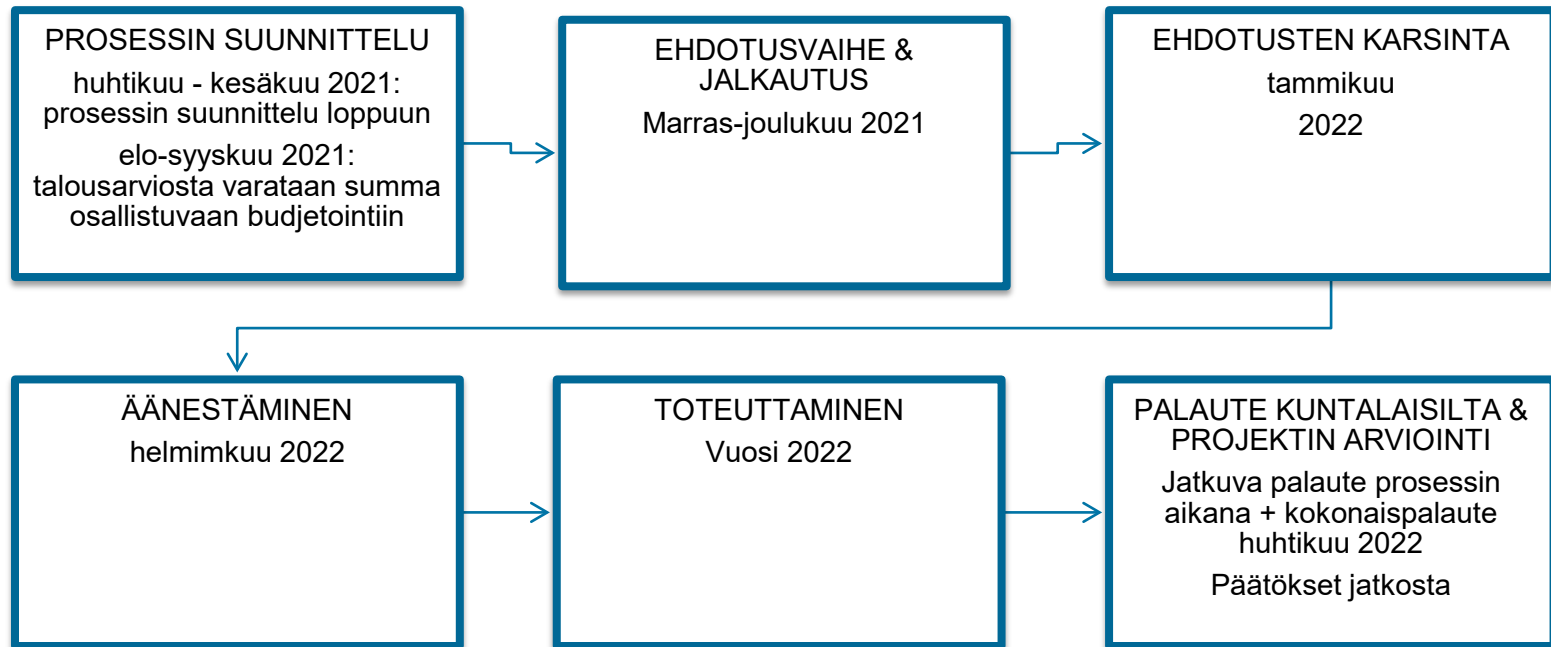 PROSESSIN SUUNNITTELU
huhtikuu - kesäkuu 2021:
prosessin suunnittelu loppuun
elo-syyskuu 2021:
talousarviosta varataan summa
osallistuvaan budjetointiin
EHDOTUSVAIHE &
JALKAUTUS
Marras-joulukuu 2021
EHDOTUSTEN KARSINTA
tammikuu
2022
ÄÄNESTÄMINEN
helmimkuu 2022
TOTEUTTAMINEN
Vuosi 2022
PALAUTE KUNTALAISILTA &
PROJEKTIN ARVIOINTI
Jatkuva palaute prosessin
aikana + kokonaispalaute
huhtikuu 2022
Päätökset jatkosta